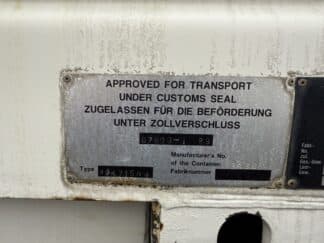 APPROVED FOR TRANSPORT
UNDER CUSTOMS SEAL
ZUGELASSEN FÜR DIE BEFÖRDERUNG
UNTER ZOLLVERSCHLUSS
Manufacturer's No.
of the Container
Type
Fabriknummer